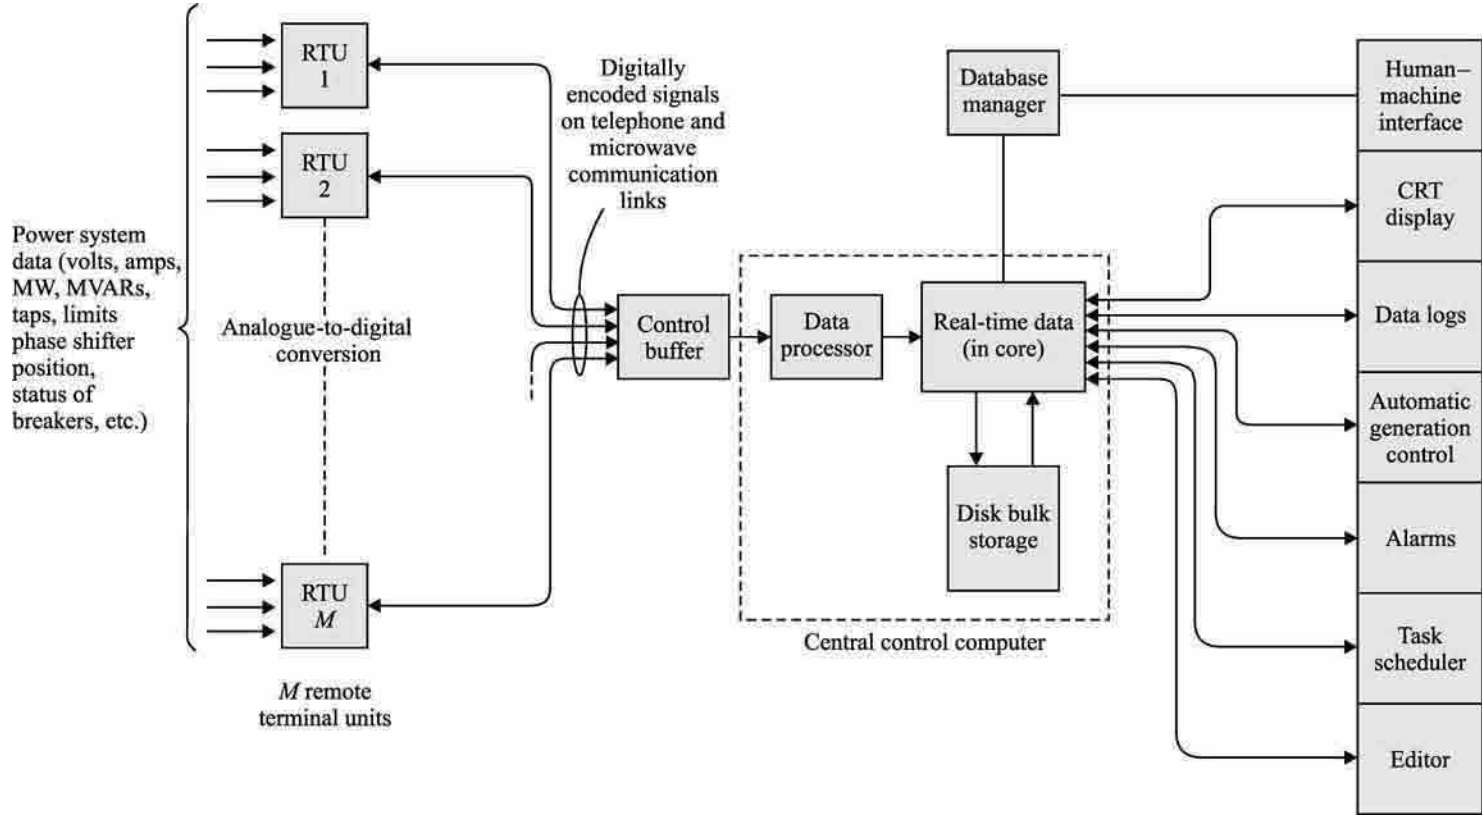 Power system
data (volts, amps,
MW, MVARs,
taps, limits
phase shifter
position,
status of
breakers, etc.)
RTU
1
RTU
2
Analogue-to-digital
conversion
RTU
M
M remote
terminal units
Digitally
encoded signals
on telephone and
microwave
communication
links
Control
buffer
Data
processor
Real-time data
(in core)
Disk bulk
storage
Central control computer
Database
manager
Human–
machine
interface
CRT
display
Data logs
Automatic
generation
control
Alarms
Task
scheduler
Editor